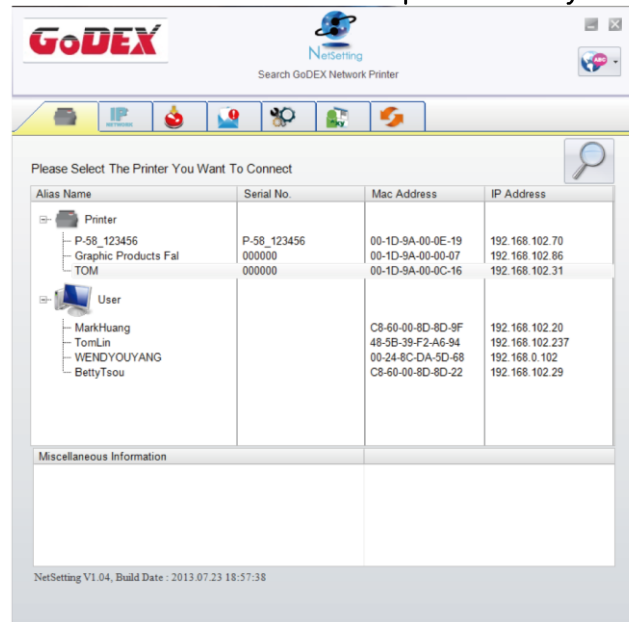 GoDEX
NetSetting
Search GoDEX Network Printer
ABC
IP
NETWORK
Please Select The Printer You Want To Connect
Alias Name Serial No. Mac Address IP Address
Printer
P-58_123456 P-58_123456 00-1D-9A-00-0E-19 192.168.102.70
Graphic Products Fal 000000 00-1D-9A-00-00-07 192.168.102.86
TOM 000000 00-1D-9A-00-0C-16 192.168.102.31
User
MarkHuang C8-60-00-8D-8D-9F 192.168.102.20
TomLin 48-5B-39-F2-A6-94 192.168.102.237
WENDYOUYANG 00-24-8C-DA-5D-68 192.168.0.102
BettyTsou C8-60-00-8D-8D-22 192.168.102.29
Miscellaneous Information
NetSetting V1.04, Build Date : 2013.07.23 18:57:38